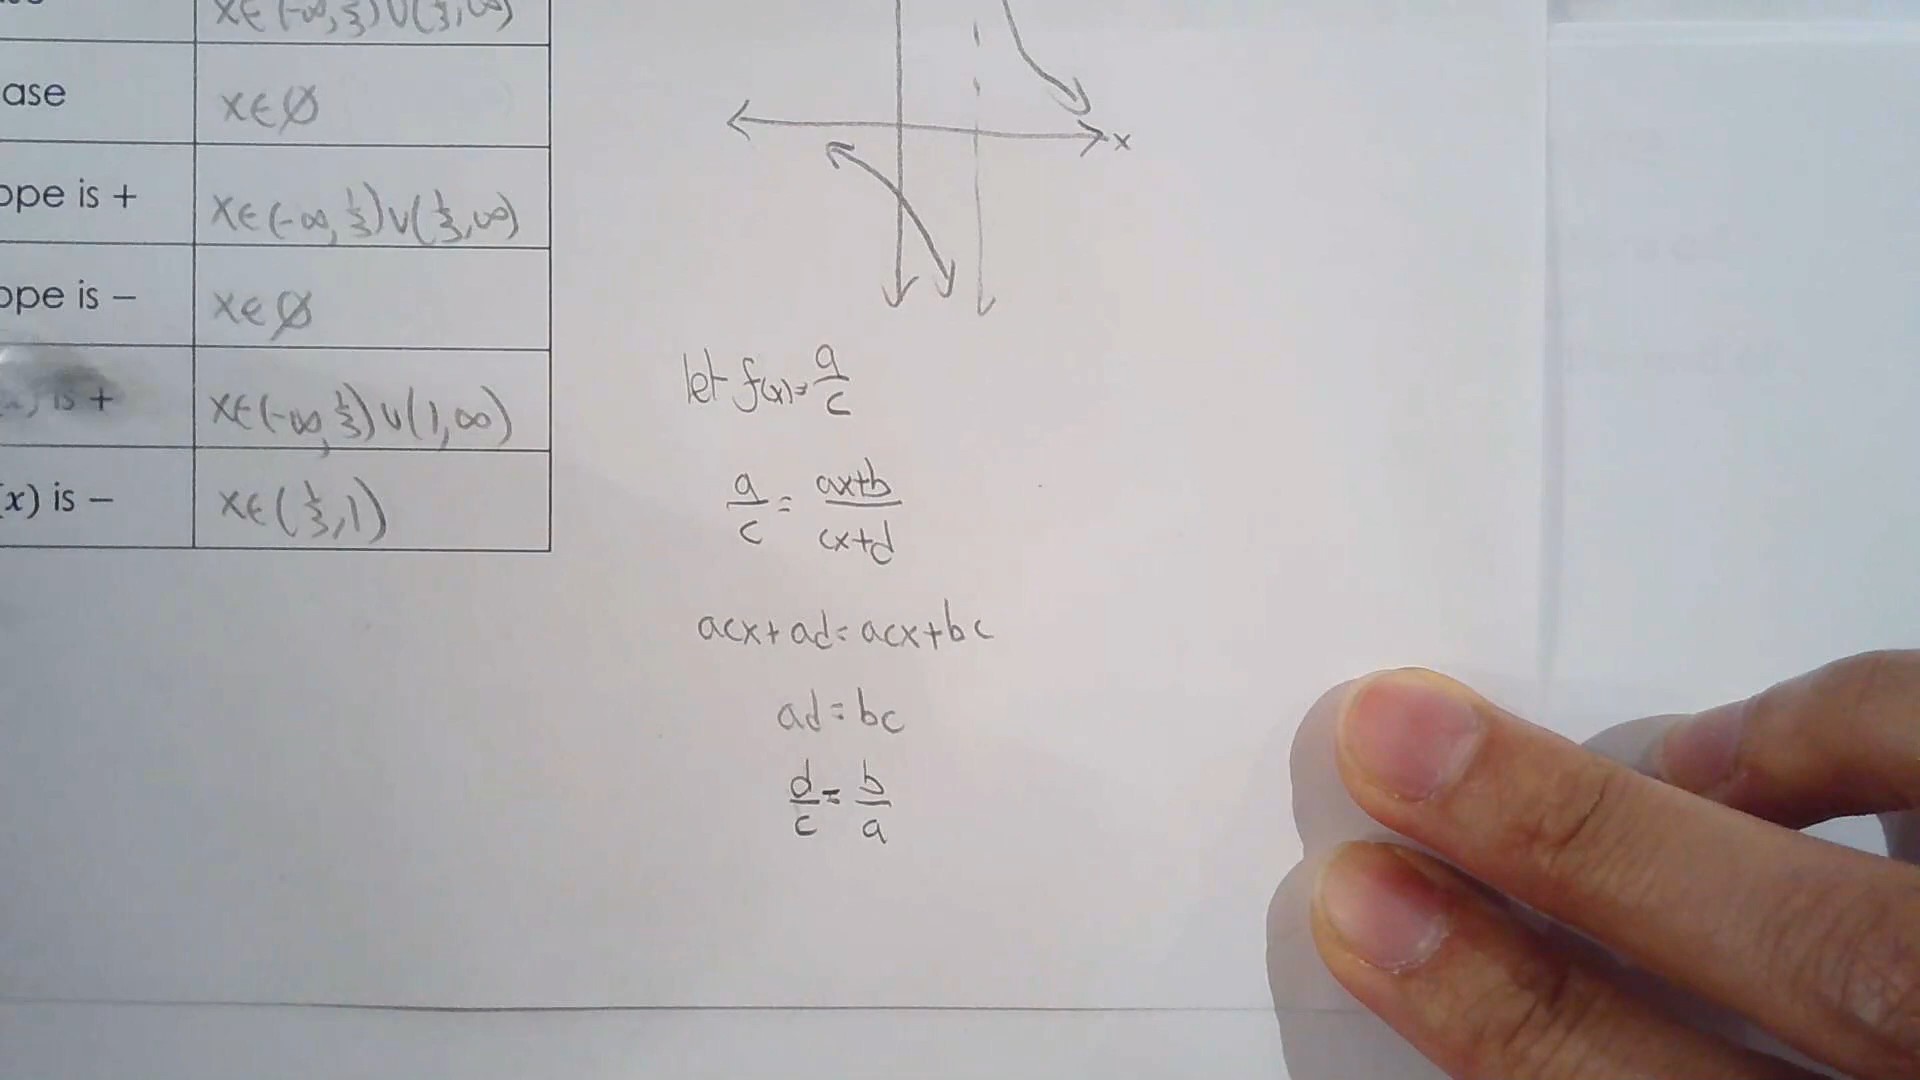 x∈(-∞,1/3)∪(1/3,∞)
ase
x∈∅
ope is +
x∈(-∞,1/3)∪(1/3,∞)
ope is −
x∈∅
x) is +
x∈(-∞,1/3)∪(1,∞)
x) is −
x∈(1/3,1)
x
let f(x)=a/c
a/c = (ax+b)/(cx+d)
acx+ad=acx+bc
ad=bc
d/c=b/a